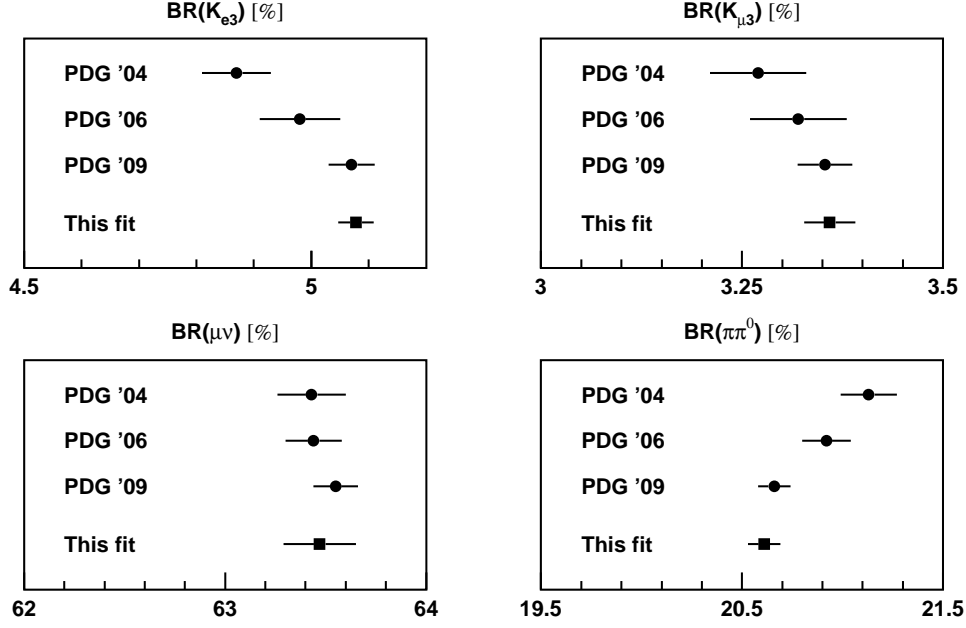 BR(Ke3) [%]
PDG ’04
PDG ’06
PDG ’09
This fit
4.5 5
BR(Kμ3) [%]
PDG ’04
PDG ’06
PDG ’09
This fit
3 3.25 3.5
BR(μν) [%]
PDG ’04
PDG ’06
PDG ’09
This fit
62 63 64
BR(ππ⁰) [%]
PDG ’04
PDG ’06
PDG ’09
This fit
19.5 20.5 21.5